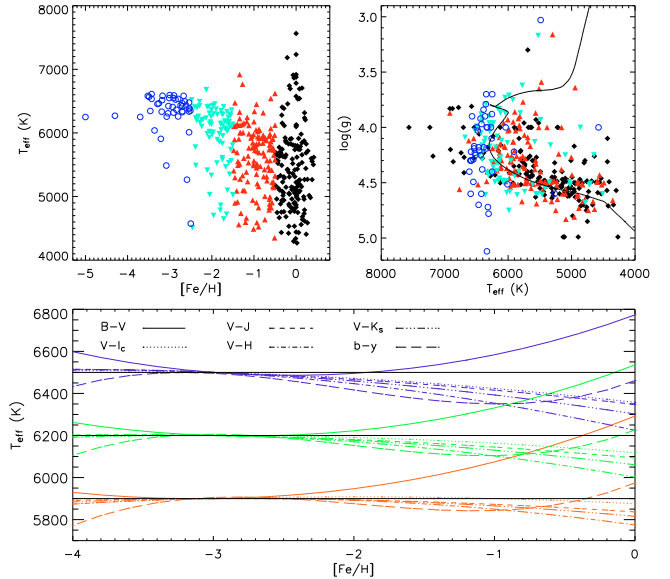 8000
7000
6000
5000
4000
T_eff (K)
-5 -4 -3 -2 -1 0
[Fe/H]
3.0
3.5
4.0
4.5
5.0
log(g)
8000 7000 6000 5000 4000
T_eff (K)
6800
6600
6400
6200
6000
5800
T_eff (K)
B-V V-J V-K_s
V-I_c V-H b-y
-4 -3 -2 -1 0
[Fe/H]